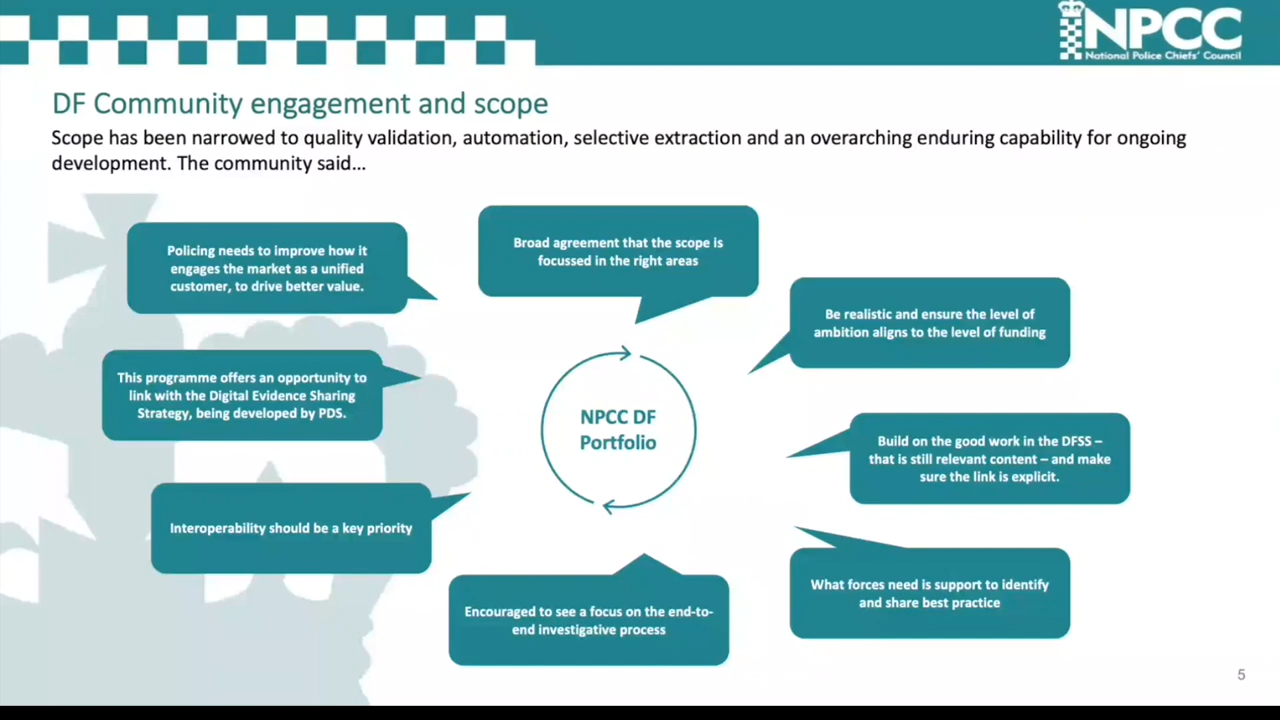 NPCC
National Police Chiefs' Council
DF Community engagement and scope
Scope has been narrowed to quality validation, automation, selective extraction and an overarching enduring capability for ongoing
development. The community said...
Broad agreement that the scope is
focussed in the right areas
Policing needs to improve how it
engages the market as a unified
customer, to drive better value.
Be realistic and ensure the level of
ambition aligns to the level of funding
This programme offers an opportunity to
link with the Digital Evidence Sharing
Strategy, being developed by PDS.
NPCC DF
Portfolio
Build on the good work in the DFSS –
that is still relevant content – and make
sure the link is explicit.
Interoperability should be a key priority
What forces need is support to identify
and share best practice
Encouraged to see a focus on the end-to-
end investigative process
5